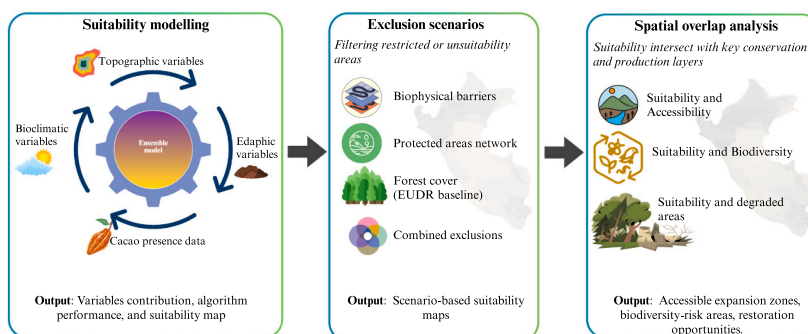 Suitability modelling
Topographic variables
Bioclimatic
variables
Ensemble
model
Edaphic
variables
Cacao presence data
Output: Variables contribution, algorithm
performance, and suitability map
Exclusion scenarios
Filtering restricted or unsuitability
areas
Biophysical barriers
Protected areas network
Forest cover
(EUDR baseline)
Combined exclusions
Output: Scenario-based suitability
maps
Spatial overlap analysis
Suitability intersect with key conservation
and production layers
Suitability and
Accessibility
Suitability and Biodiversity
Suitability and degraded
areas
Output: Accessible expansion zones,
biodiversity-risk areas, restoration
opportunities.